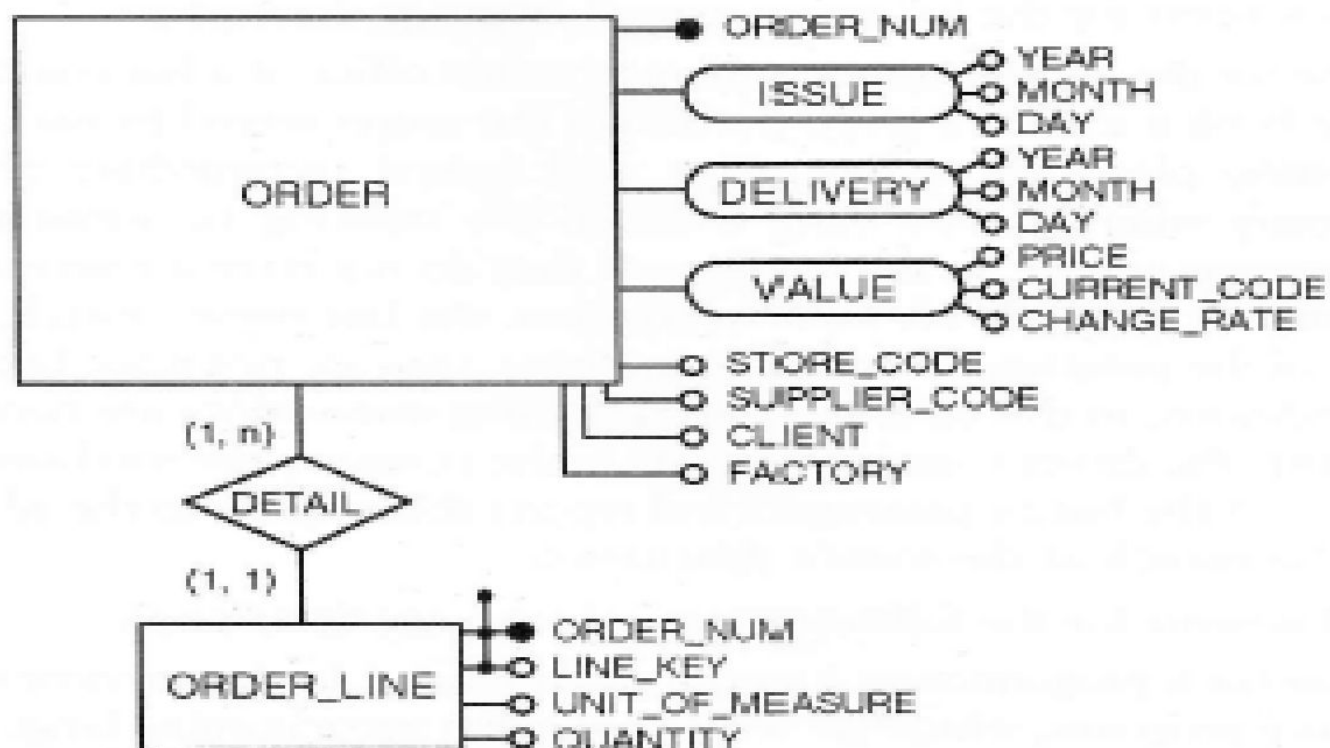 ORDER
ORDER_NUM
ISSUE
YEAR
MONTH
DAY
DELIVERY
YEAR
MONTH
DAY
VALUE
PRICE
CURRENT_CODE
CHANGE_RATE
STORE_CODE
SUPPLIER_CODE
CLIENT
FACTORY
(1, n)
DETAIL
(1, 1)
ORDER_LINE
ORDER_NUM
LINE_KEY
UNIT_OF_MEASURE
QUANTITY